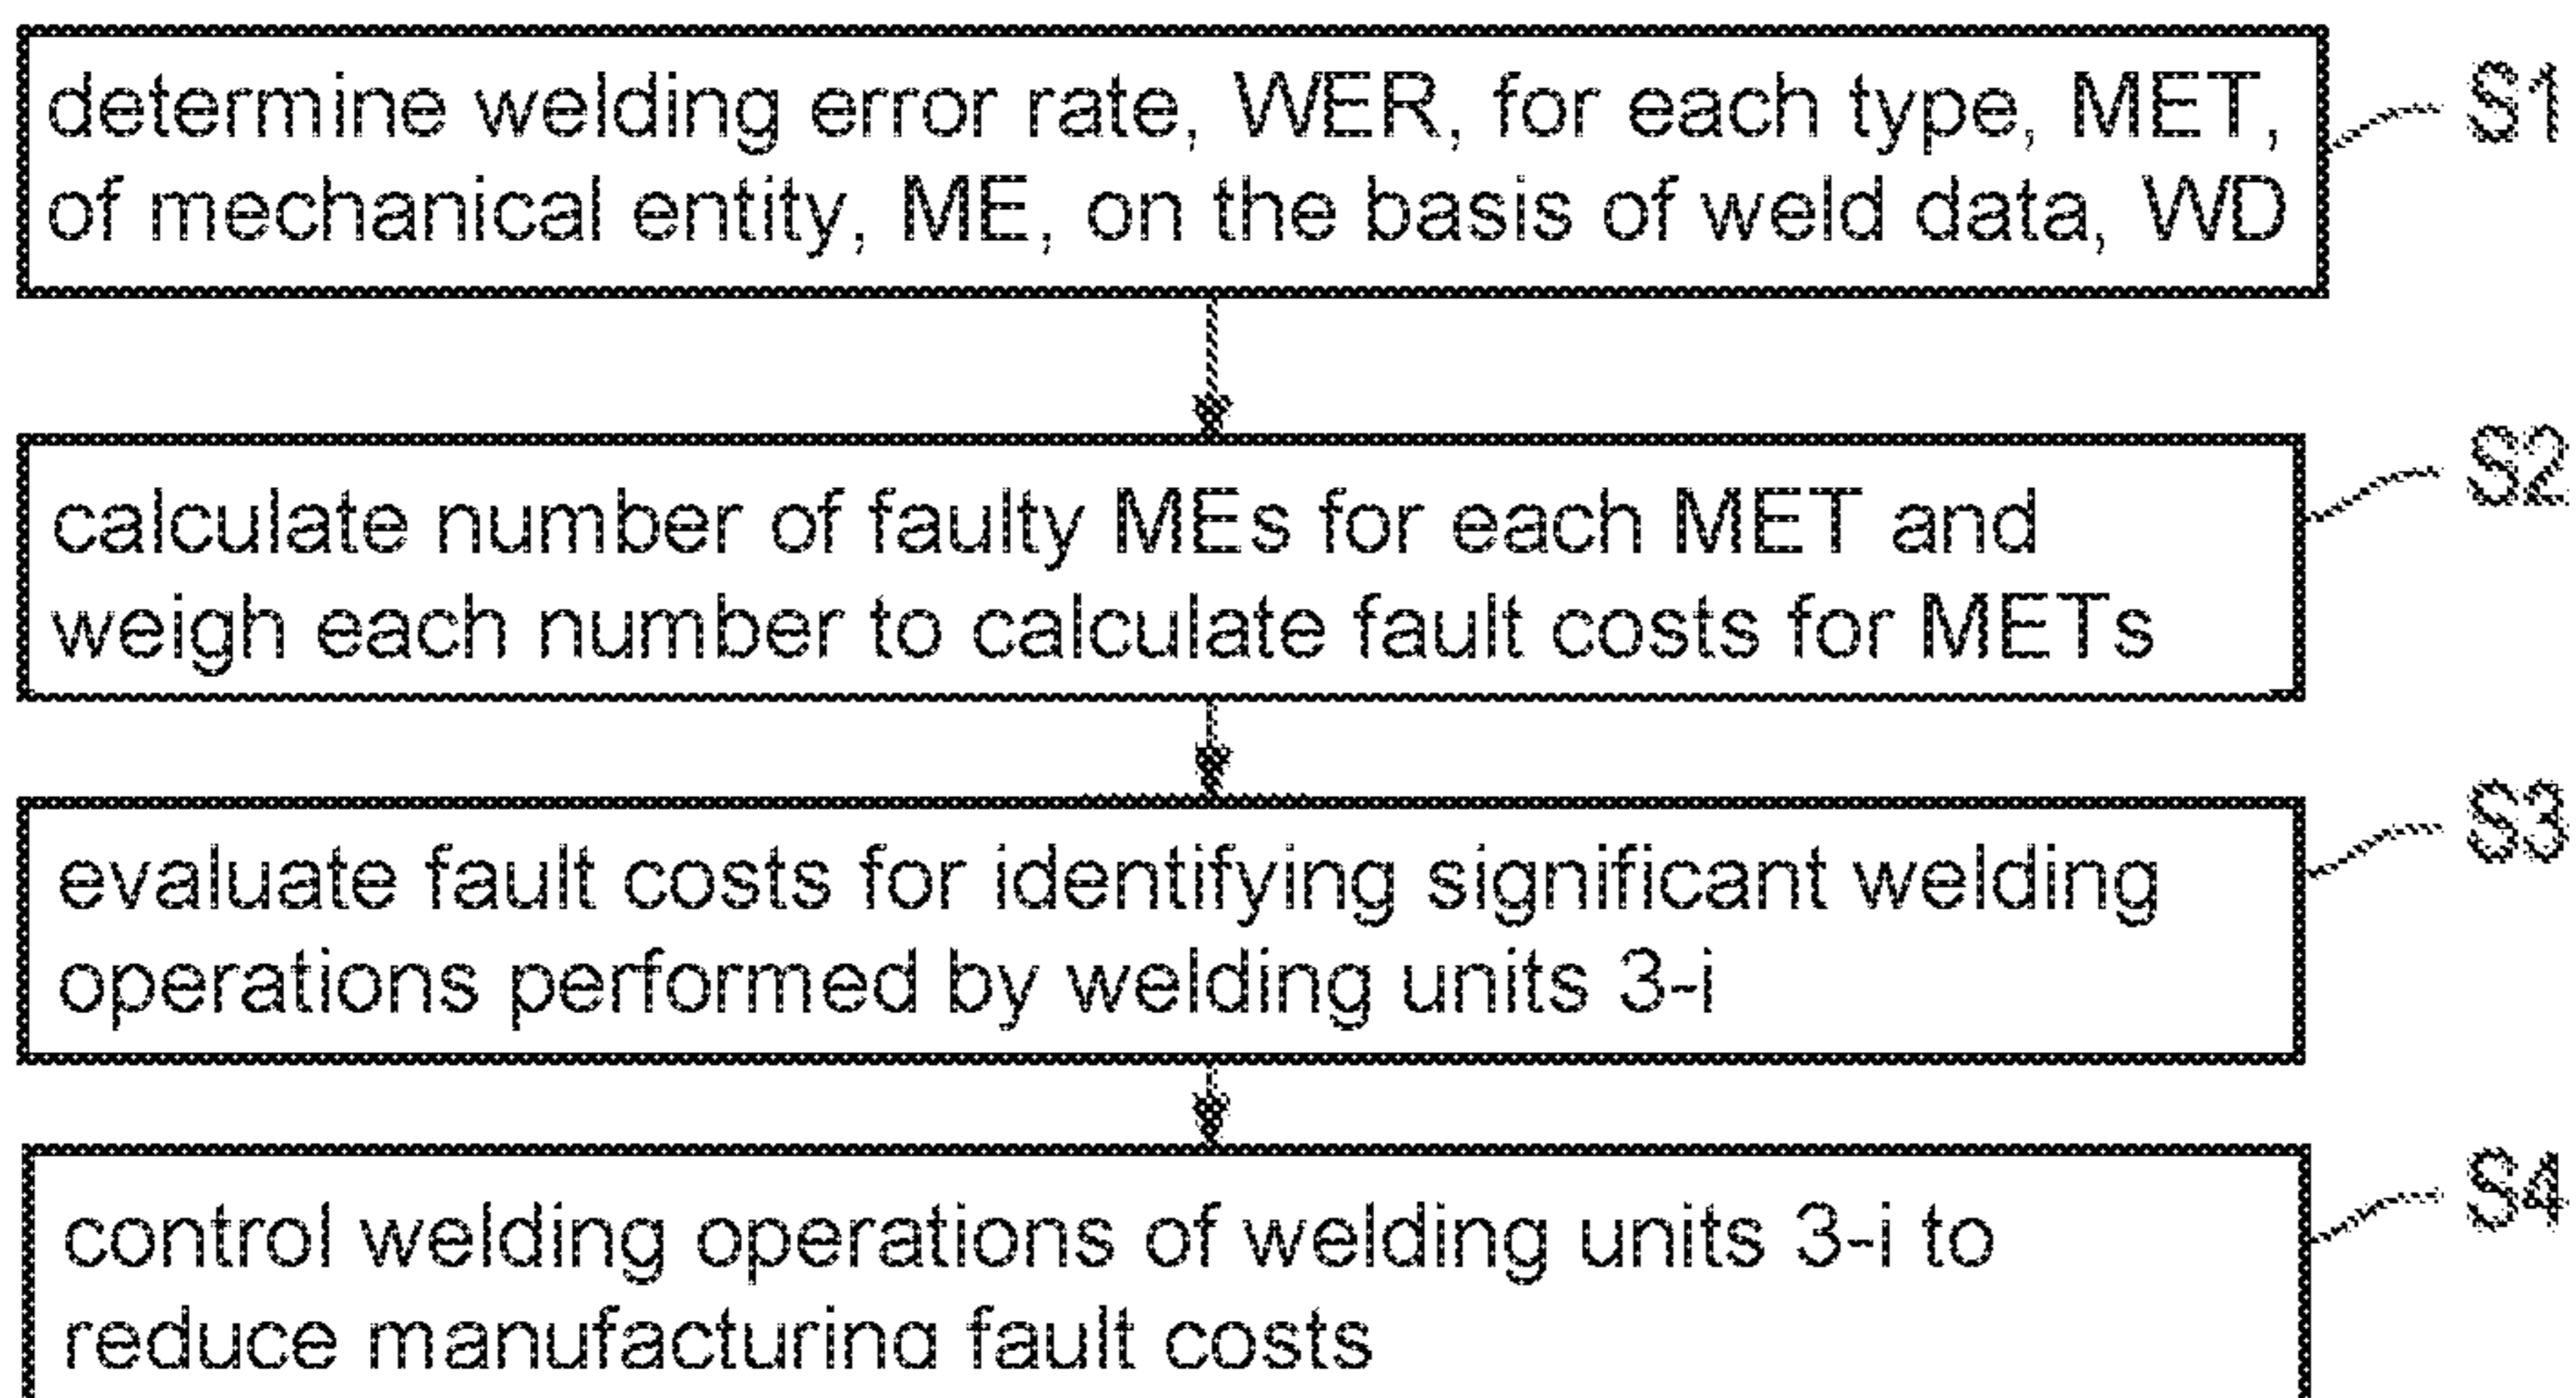 determine welding error rate, WER, for each type, MET, S1
of mechanical entity, ME, on the basis of weld data, WD
calculate number of faulty MEs for each MET and S2
weigh each number to calculate fault costs for METs
evaluate fault costs for identifying significant welding S3
operations performed by welding units 3-i
control welding operations of welding units 3-i to S4
reduce manufacturing fault costs